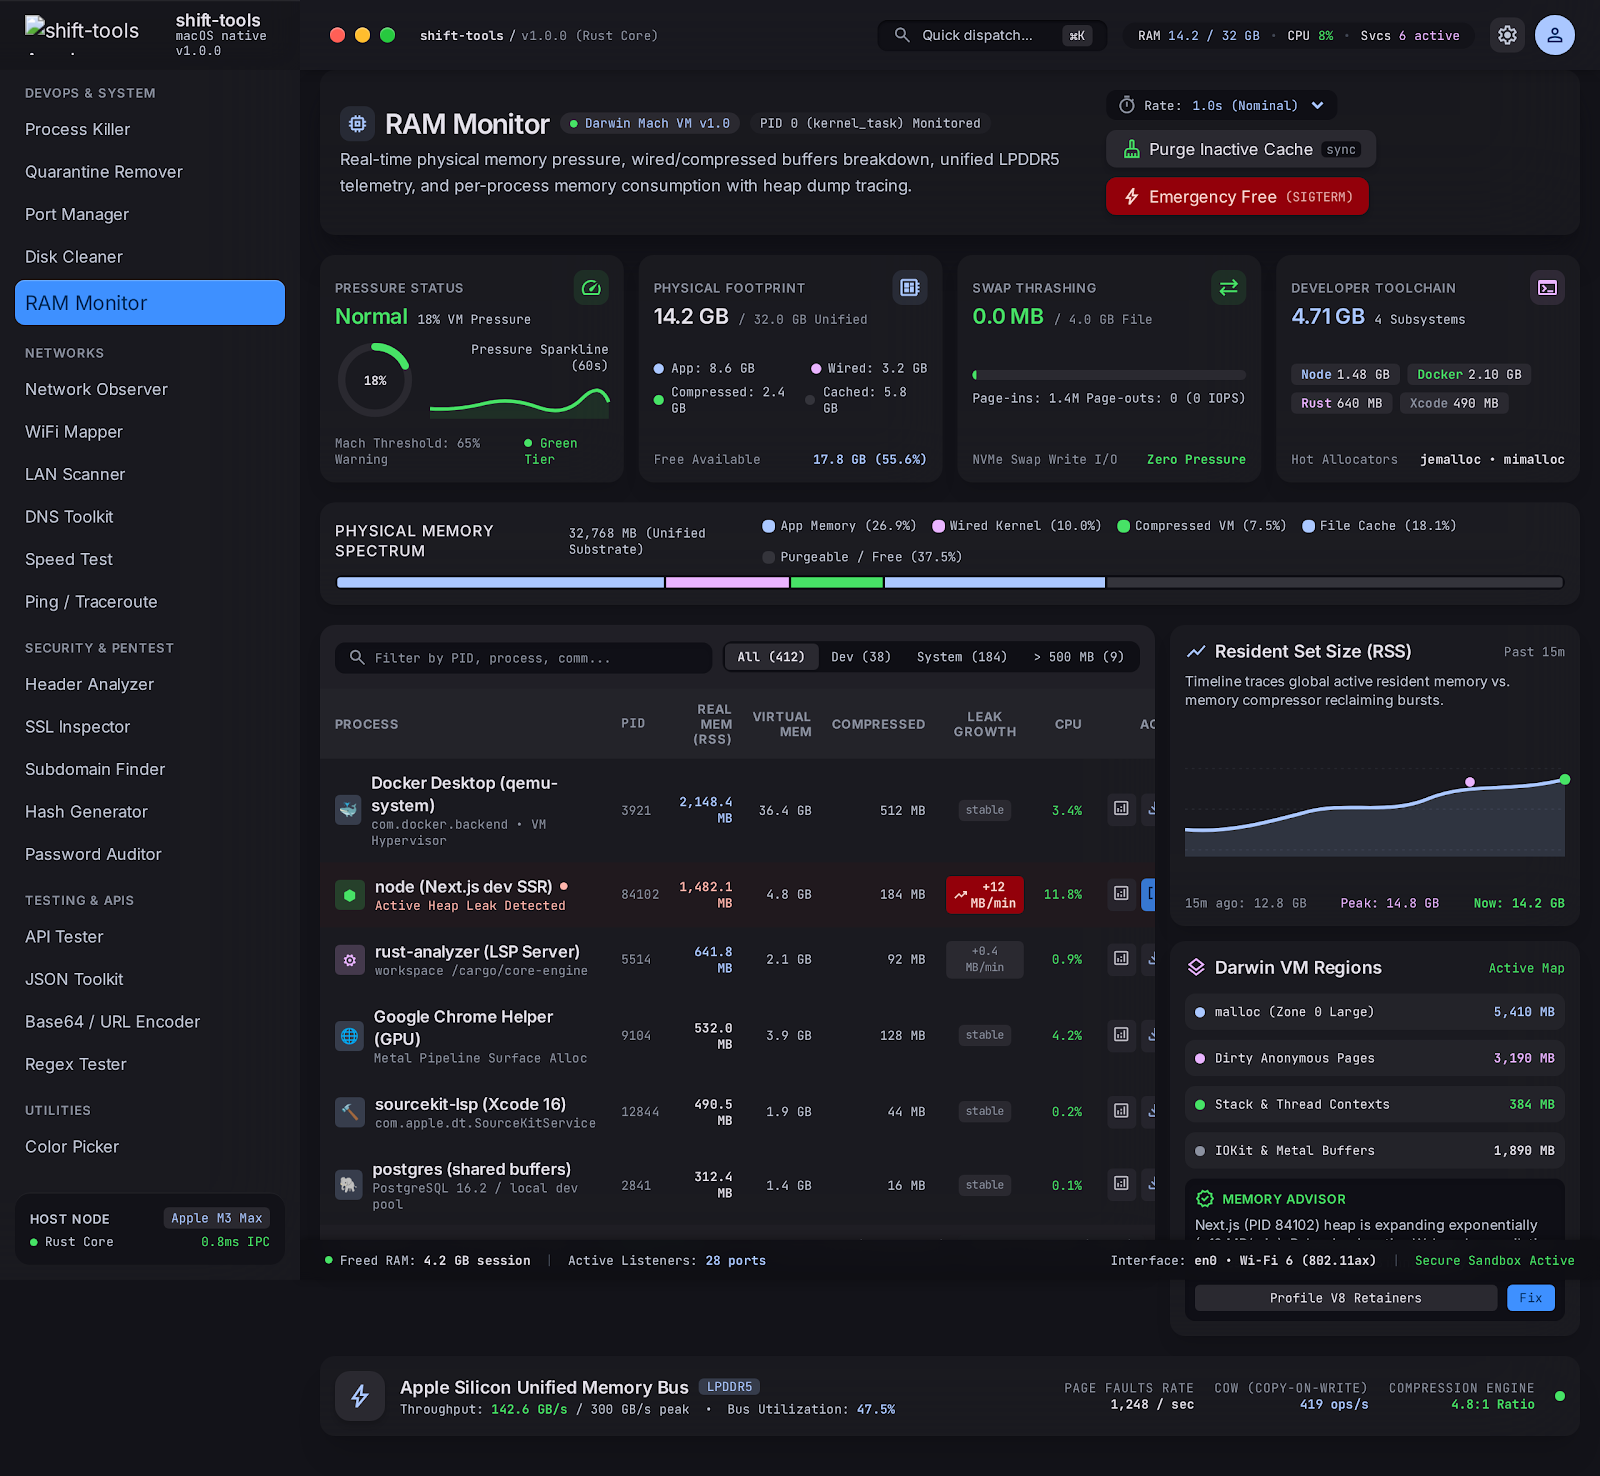 shift-tools
shift-tools
macOS native
v1.0.0
shift-tools / v1.0.0 (Rust Core)
Quick dispatch... ⌘K
RAM 14.2 / 32 GB • CPU 8% • Svcs 6 active
DEVOPS & SYSTEM
Process Killer
Quarantine Remover
Port Manager
Disk Cleaner
RAM Monitor
NETWORKS
Network Observer
WiFi Mapper
LAN Scanner
DNS Toolkit
Speed Test
Ping / Traceroute
SECURITY & PENTEST
Header Analyzer
SSL Inspector
Subdomain Finder
Hash Generator
Password Auditor
TESTING & APIS
API Tester
JSON Toolkit
Base64 / URL Encoder
Regex Tester
UTILITIES
Color Picker
HOST NODE Apple M3 Max
Rust Core 0.8ms IPC
RAM Monitor Darwin Mach VM v1.0 PID 0 (kernel_task) Monitored
Real-time physical memory pressure, wired/compressed buffers breakdown, unified LPDDR5
telemetry, and per-process memory consumption with heap dump tracing.
Rate: 1.0s (Nominal)
Purge Inactive Cache sync
Emergency Free (SIGTERM)
PRESSURE STATUS
Normal 18% VM Pressure
18%
Pressure Sparkline
(60s)
Mach Threshold: 65%
Warning
Green
Tier
PHYSICAL FOOTPRINT
14.2 GB / 32.0 GB Unified
App: 8.6 GB
Wired: 3.2 GB
Compressed: 2.4
GB
Cached: 5.8
GB
Free Available 17.8 GB (55.6%)
SWAP THRASHING
0.0 MB / 4.0 GB File
Page-ins: 1.4M Page-outs: 0 (0 IOPS)
NVMe Swap Write I/O Zero Pressure
DEVELOPER TOOLCHAIN
4.71 GB 4 Subsystems
Node 1.48 GB Docker 2.10 GB
Rust 640 MB Xcode 490 MB
Hot Allocators jemalloc • mimalloc
PHYSICAL MEMORY
SPECTRUM
32,768 MB (Unified
Substrate)
App Memory (26.9%) Wired Kernel (10.0%) Compressed VM (7.5%) File Cache (18.1%)
Purgeable / Free (37.5%)
Filter by PID, process, comm...
All (412) Dev (38) System (184) > 500 MB (9)
PROCESS
PID
REAL
MEM
(RSS)
VIRTUAL
MEM
COMPRESSED
LEAK
GROWTH
CPU
AC
Docker Desktop (qemu-
system)
com.docker.backend • VM
Hypervisor
3921
2,148.4
MB
36.4 GB
512 MB
stable
3.4%
node (Next.js dev SSR)
Active Heap Leak Detected
84102
1,482.1
MB
4.8 GB
184 MB
+12
MB/min
11.8%
rust-analyzer (LSP Server)
workspace /cargo/core-engine
5514
641.8
MB
2.1 GB
92 MB
+0.4
MB/min
0.9%
Google Chrome Helper
(GPU)
Metal Pipeline Surface Alloc
9104
532.0
MB
3.9 GB
128 MB
stable
4.2%
sourcekit-lsp (Xcode 16)
com.apple.dt.SourceKitService
12844
490.5
MB
1.9 GB
44 MB
stable
0.2%
postgres (shared buffers)
PostgreSQL 16.2 / local dev
pool
2841
312.4
MB
1.4 GB
16 MB
stable
0.1%
Resident Set Size (RSS) Past 15m
Timeline traces global active resident memory vs.
memory compressor reclaiming bursts.
15m ago: 12.8 GB Peak: 14.8 GB Now: 14.2 GB
Darwin VM Regions Active Map
malloc (Zone 0 Large) 5,410 MB
Dirty Anonymous Pages 3,190 MB
Stack & Thread Contexts 384 MB
IOKit & Metal Buffers 1,890 MB
MEMORY ADVISOR
Next.js (PID 84102) heap is expanding exponentially
Profile V8 Retainers Fix
Freed RAM: 4.2 GB session | Active Listeners: 28 ports
Interface: en0 • Wi-Fi 6 (802.11ax) | Secure Sandbox Active
Apple Silicon Unified Memory Bus LPDDR5
Throughput: 142.6 GB/s / 300 GB/s peak • Bus Utilization: 47.5%
PAGE FAULTS RATE
1,248 / sec
COW (COPY-ON-WRITE)
419 ops/s
COMPRESSION ENGINE
4.8:1 Ratio